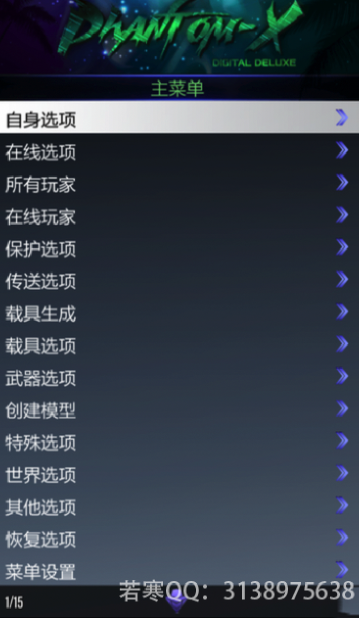 PHANTOM-X
DIGITAL DELUXE
主菜单
自身选项
在线选项
所有玩家
在线玩家
保护选项
传送选项
载具生成
载具选项
武器选项
创建模型
特殊选项
世界选项
其他选项
恢复选项
菜单设置
1/15
若寒QQ：3138975638